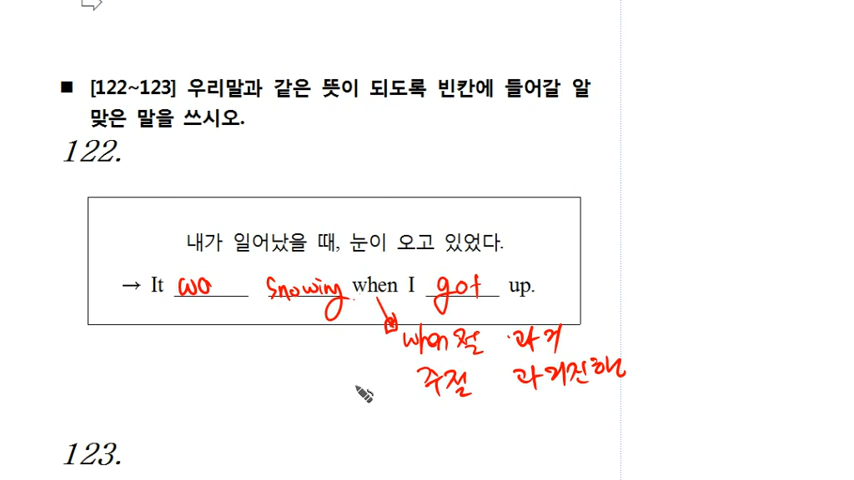 ■ [122~123] 우리말과 같은 뜻이 되도록 빈칸에 들어갈 알
맞은 말을 쓰시오.
122.
내가 일어났을 때, 눈이 오고 있었다.
→ It wa snowing when I got up.
when절 과거
주절 과거진행
123.